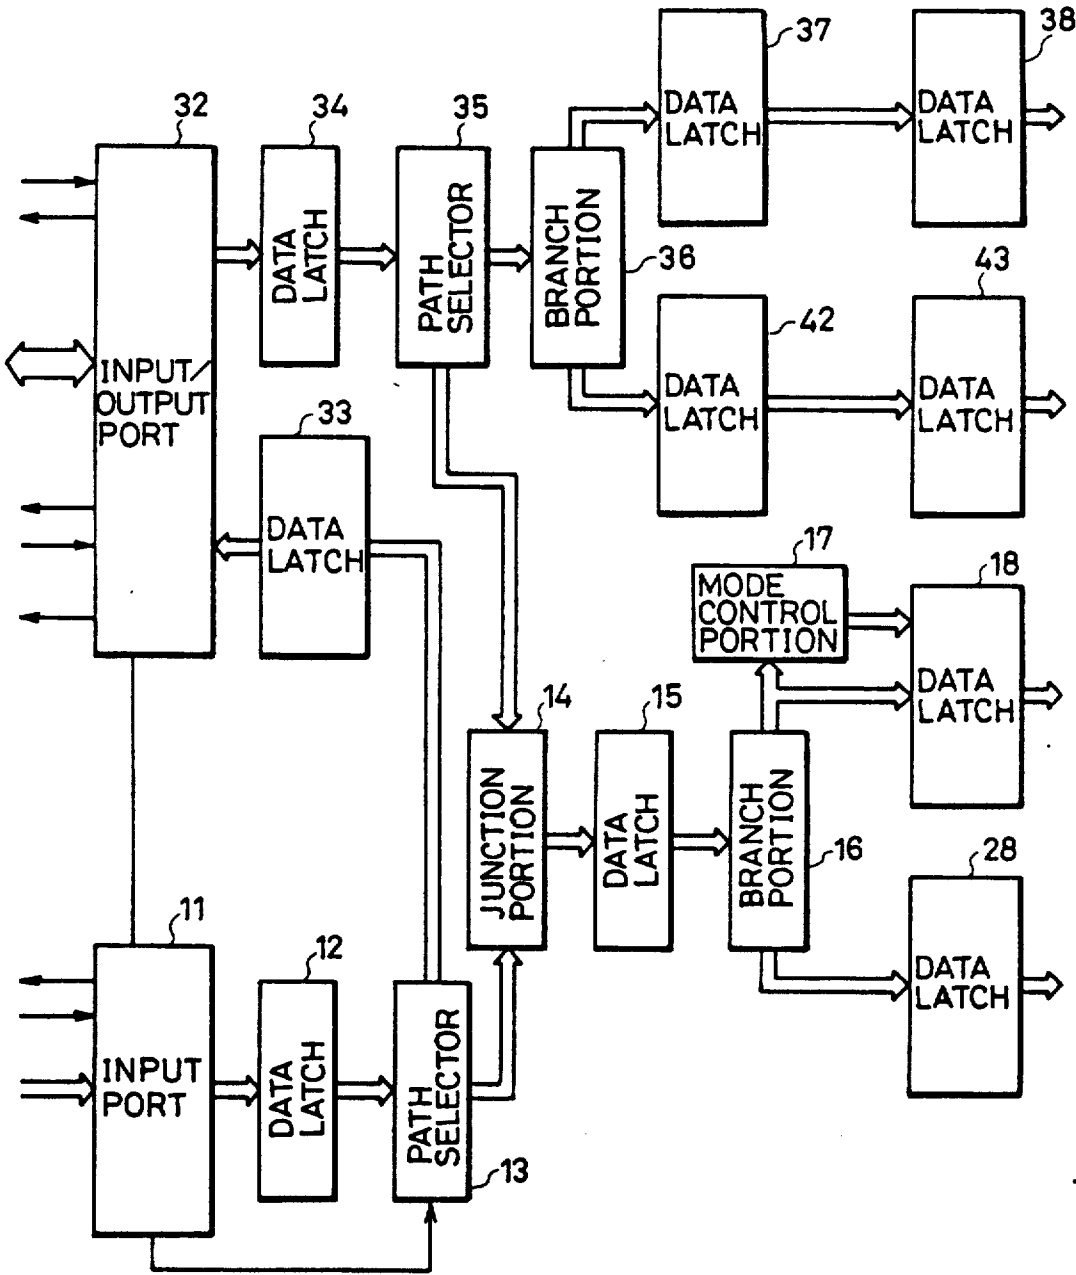 37
DATA
LATCH
38
DATA
LATCH
32
INPUT/
OUTPUT
PORT
34
DATA
LATCH
35
PATH
SELECTOR
BRANCH
PORTION
36
42
DATA
LATCH
43
DATA
LATCH
33
DATA
LATCH
17
MODE
CONTROL
PORTION
18
DATA
LATCH
14
JUNCTION
PORTION
15
DATA
LATCH
BRANCH
PORTION
16
28
DATA
LATCH
11
INPUT
PORT
12
DATA
LATCH
PATH
SELECTOR
13